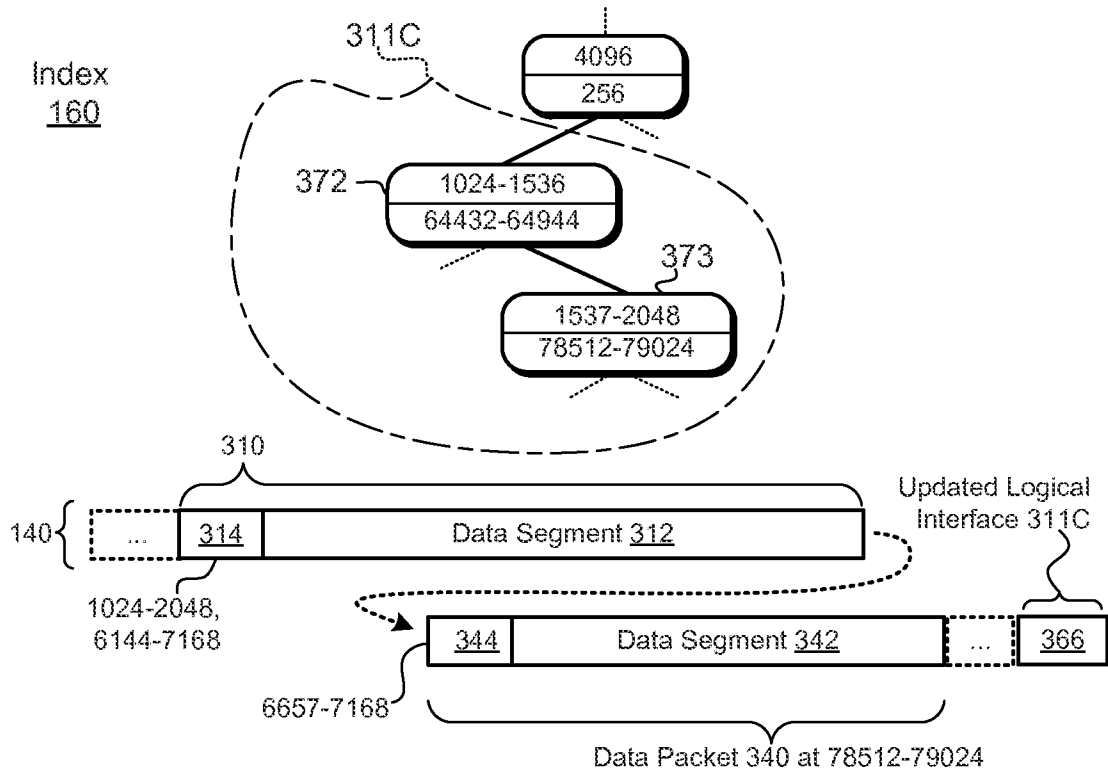 311C
4096
256
Index
160
372
1024-1536
64432-64944
373
1537-2048
78512-79024
310
Updated Logical
Interface 311C
140
...
314
Data Segment 312
1024-2048,
6144-7168
344
Data Segment 342
...
366
6657-7168
Data Packet 340 at 78512-79024